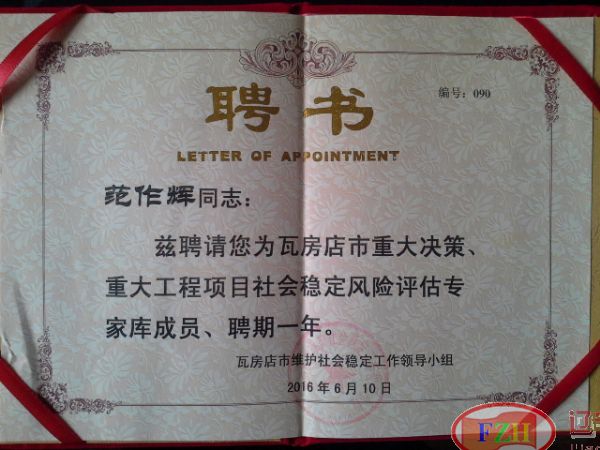 聘书
编号：090
LETTER OF APPOINTMENT
范作辉同志：
兹聘请您为瓦房店市重大决策、
重大工程项目社会稳定风险评估专
家库成员、聘期一年。
瓦房店市维护社会稳定工作领导小组
2016年6月10日
FZH